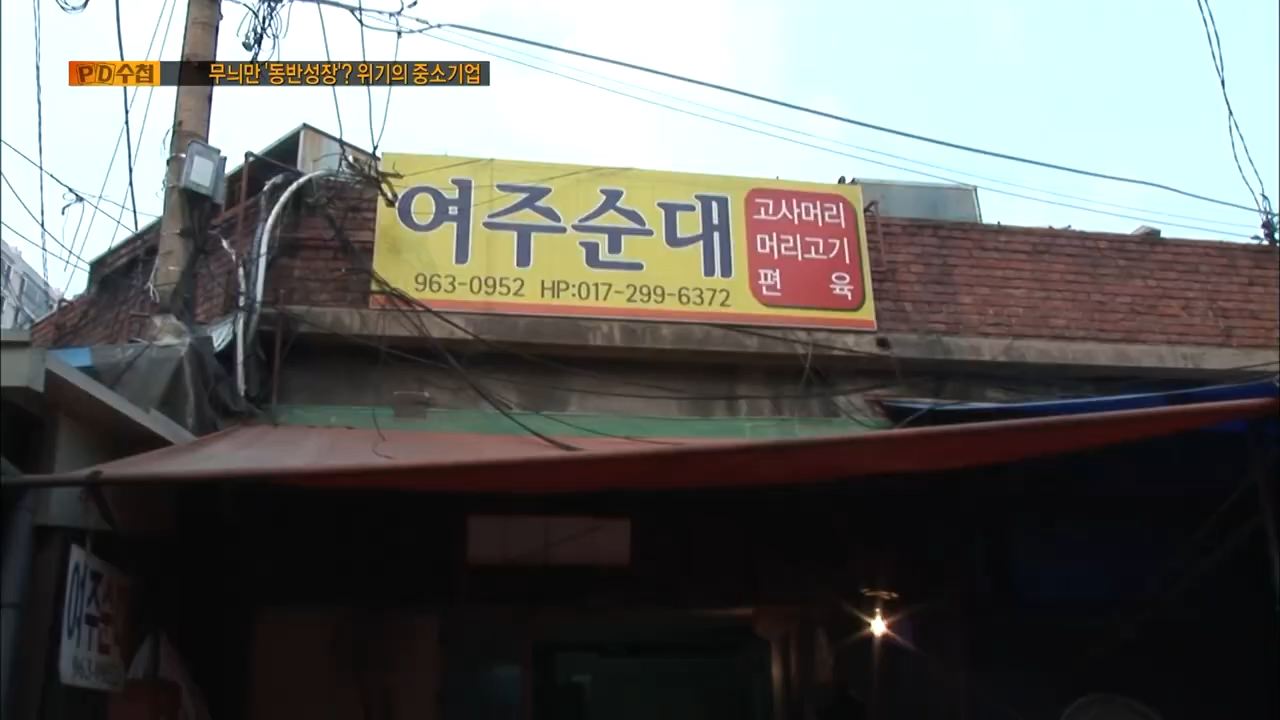 PD수첩 무늬만 '동반성장'? 위기의 중소기업
여주순대
963-0952 HP:017-299-6372
고사머리
머리고기
편 육
여주순